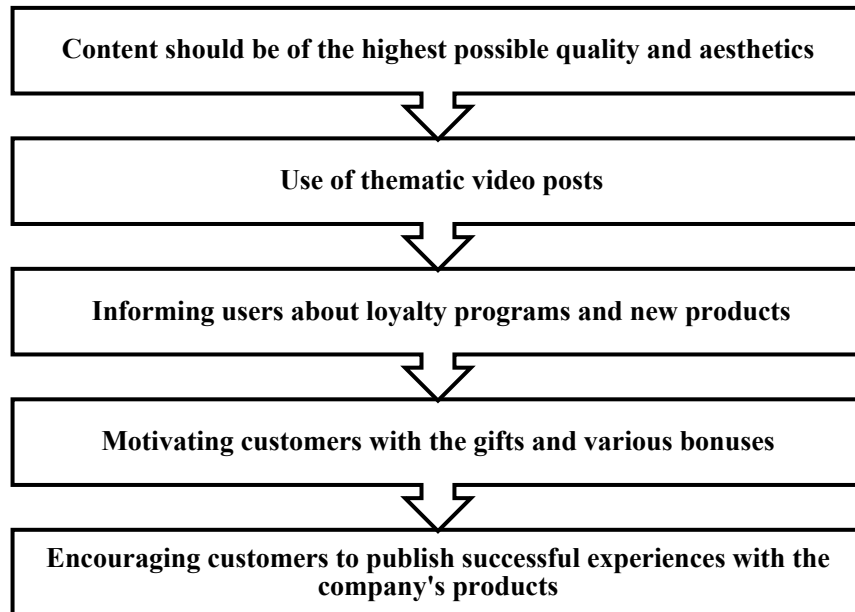 Content should be of the highest possible quality and aesthetics
Use of thematic video posts
Informing users about loyalty programs and new products
Motivating customers with the gifts and various bonuses
Encouraging customers to publish successful experiences with the
company's products